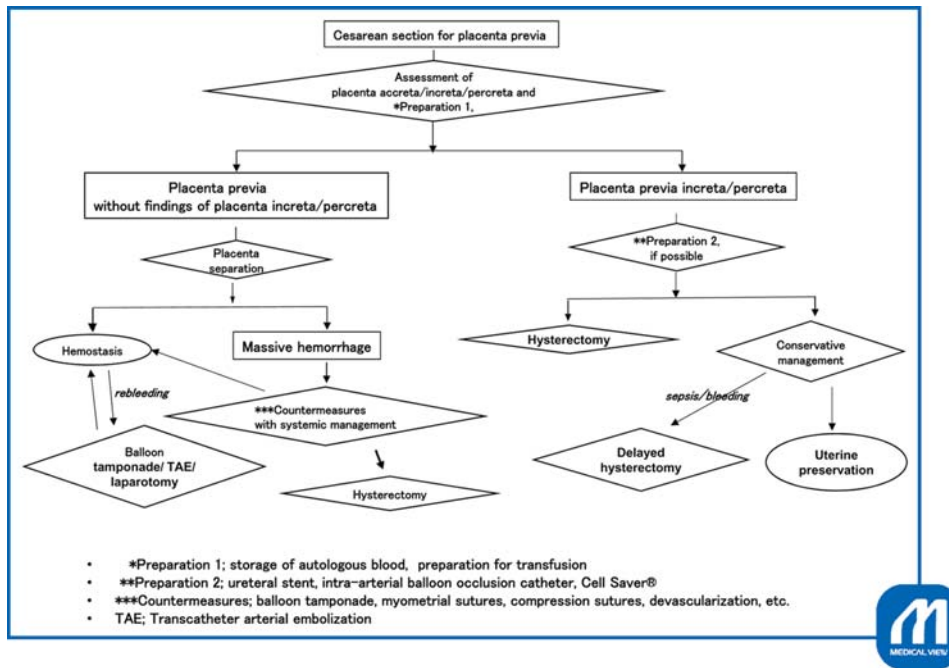 Cesarean section for placenta previa
Assessment of
placenta accreta/increta/percreta and
*Preparation 1,
Placenta previa
without findings of placenta increta/percreta
Placenta previa increta/percreta
Placenta
separation
**Preparation 2,
if possible
Hemostasis
Massive hemorrhage
Hysterectomy
Conservative
management
rebleeding
***Countermeasures
with systemic management
sepsis/bleeding
Balloon
tamponade/ TAE/
laparotomy
Hysterectomy
Delayed
hysterectomy
Uterine
preservation
• *Preparation 1; storage of autologous blood, preparation for transfusion
• **Preparation 2; ureteral stent, intra-arterial balloon occlusion catheter, Cell Saver®
• ***Countermeasures; balloon tamponade, myometrial sutures, compression sutures, devascularization, etc.
• TAE; Transcatheter arterial embolization
MEDICAL VIEW